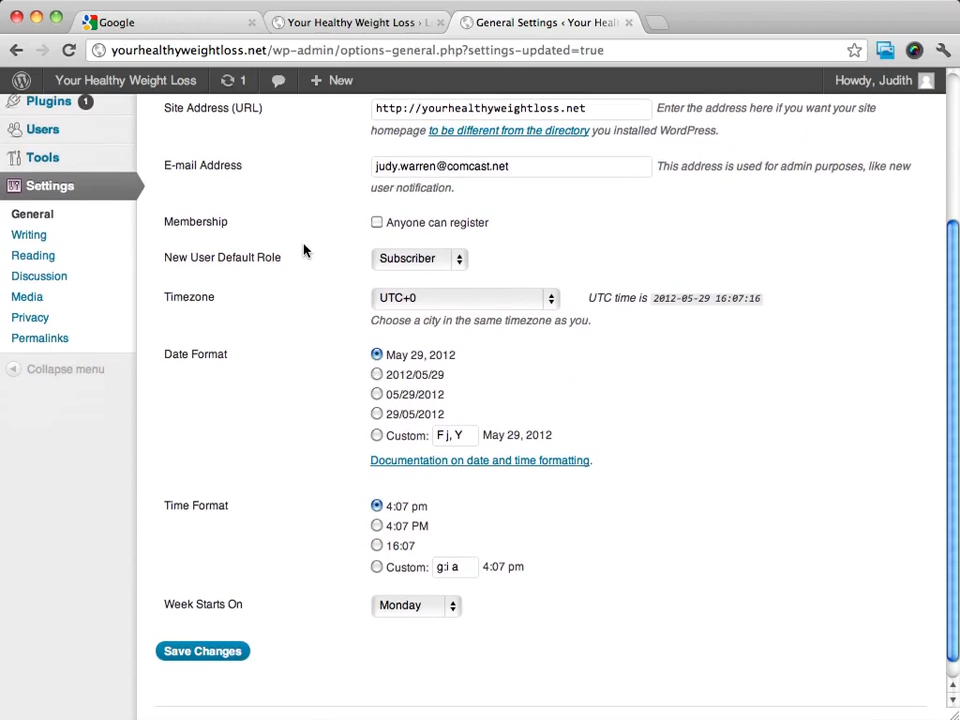 Google
Your Healthy Weight Loss › L
General Settings ‹ Your Heal
yourhealthyweightloss.net/wp-admin/options-general.php?settings-updated=true
Your Healthy Weight Loss
1
New
Howdy, Judith
Plugins 1
Users
Tools
Settings
General
Writing
Reading
Discussion
Media
Privacy
Permalinks
Collapse menu
Site Address (URL)
http://yourhealthyweightloss.net
Enter the address here if you want your site
homepage to be different from the directory you installed WordPress.
E-mail Address
judy.warren@comcast.net
This address is used for admin purposes, like new
user notification.
Membership
Anyone can register
New User Default Role
Subscriber
Timezone
UTC+0
UTC time is 2012-05-29 16:07:16
Choose a city in the same timezone as you.
Date Format
May 29, 2012
2012/05/29
05/29/2012
29/05/2012
Custom: F j, Y May 29, 2012
Documentation on date and time formatting.
Time Format
4:07 pm
4:07 PM
16:07
Custom: g:i a 4:07 pm
Week Starts On
Monday
Save Changes